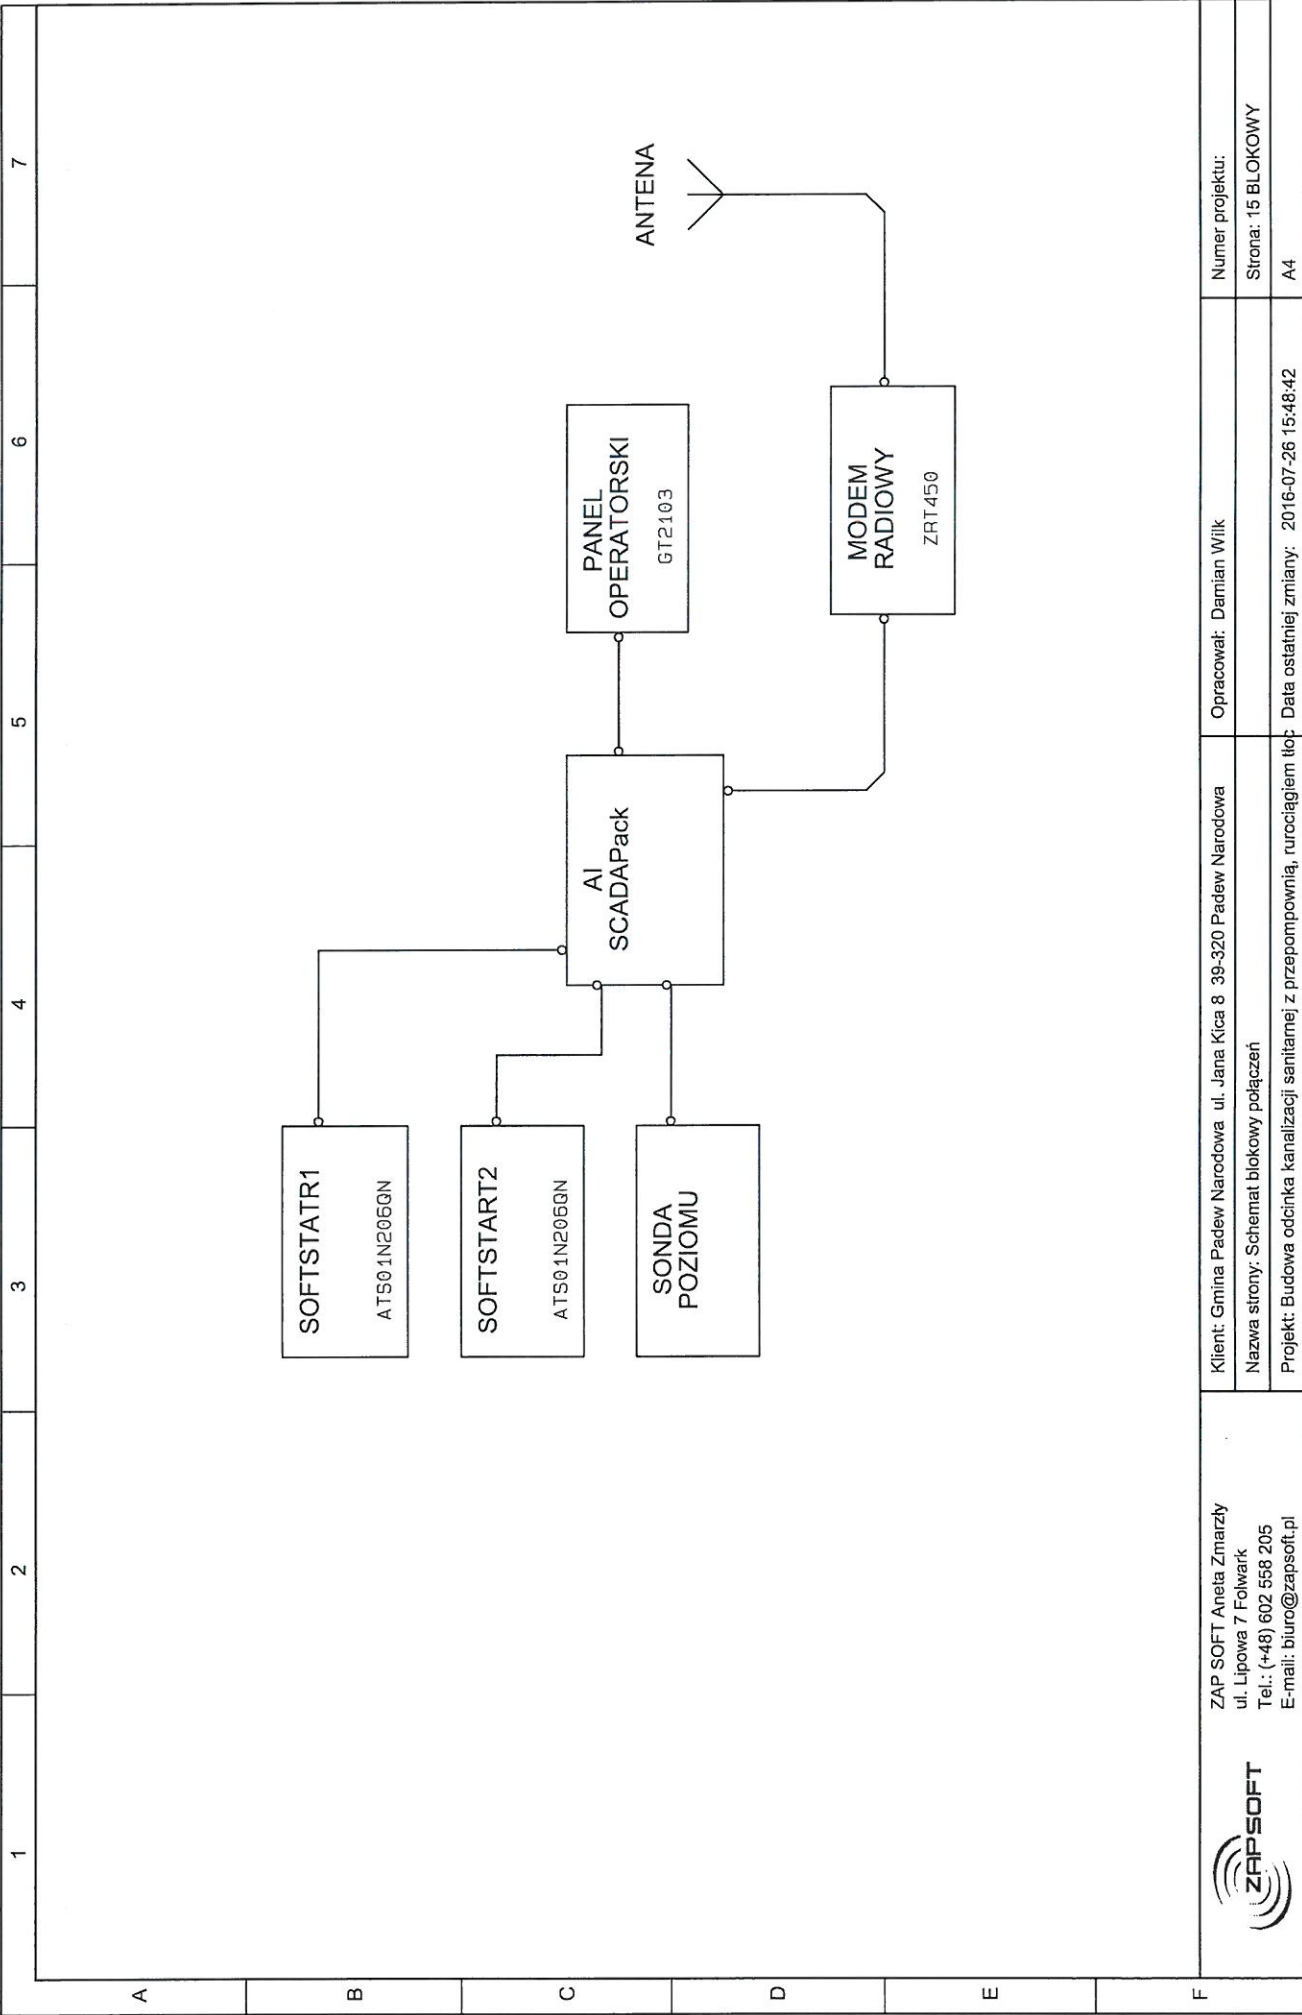 1
2
3
4
5
6
7
A
B
C
D
E
F
SOFTSTATR1
ATS01N206QN
SOFTSTART2
ATS01N206QN
SONDA
POZIOMU
AI
SCADAPack
PANEL
OPERATORSKI
GT2103
MODEM
RADIOWY
ZRT450
ANTENA
ZAPSOFT
ZAP SOFT Aneta Zmarzły
ul. Lipowa 7 Folwark
Tel.: (+48) 602 558 205
E-mail: biuro@zapsoft.pl
Klient: Gmina Padew Narodowa ul. Jana Kica 8 39-320 Padew Narodowa
Opracował: Damian Wilk
Numer projektu:
Nazwa strony: Schemat blokowy połączeń
Strona: 15 BLOKOWY
Projekt: Budowa odcinka kanalizacji sanitarnej z przepompownią, rurociągiem tłoc
Data ostatniej zmiany: 2016-07-26 15:48:42
A4